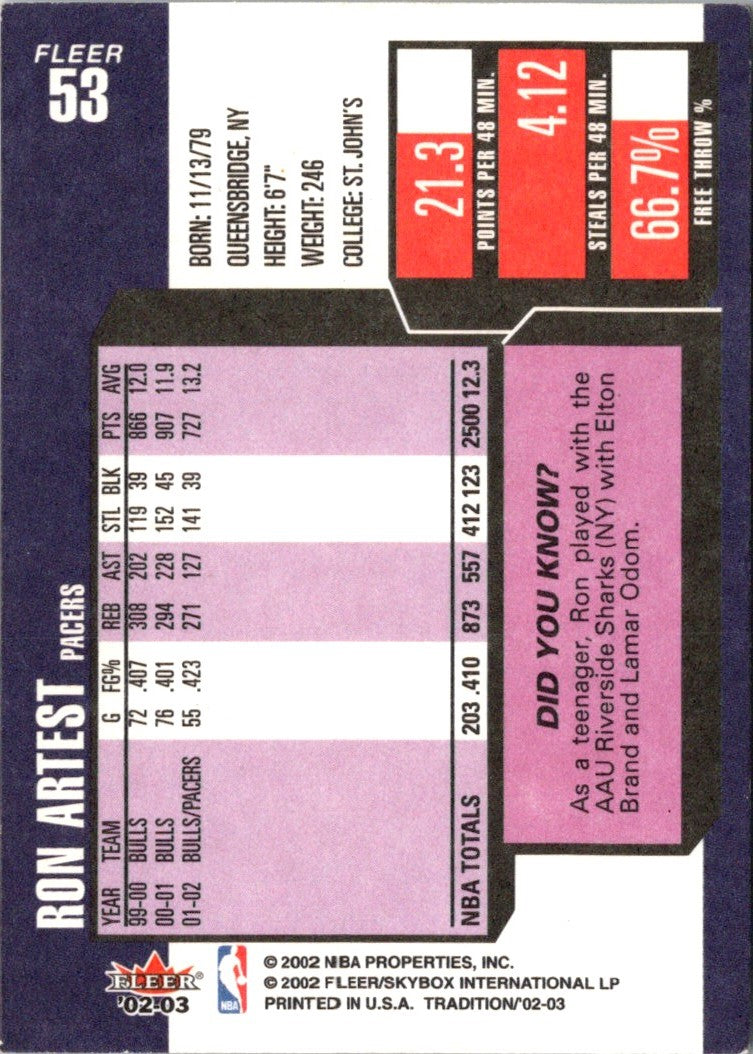 RON ARTEST PACERS
FLEER
53
YEAR TEAM G FG% REB AST STL BLK PTS AVG
99-00 BULLS 72 .407 308 202 119 39 866 12.0
00-01 BULLS 76 .401 294 228 152 45 907 11.9
01-02 BULLS/PACERS 55 .423 271 127 141 39 727 13.2
NBA TOTALS 203 .410 873 557 412 123 2500 12.3
BORN: 11/13/79
QUEENSBRIDGE, NY
HEIGHT: 6'7"
WEIGHT: 246
COLLEGE: ST. JOHN'S
21.3
POINTS PER 48 MIN.
4.12
STEALS PER 48 MIN.
66.7%
FREE THROW %
DID YOU KNOW?
As a teenager, Ron played with the
AAU Riverside Sharks (NY) with Elton
Brand and Lamar Odom.
FLEER®
'02-03
NBA
© 2002 NBA PROPERTIES, INC.
© 2002 FLEER/SKYBOX INTERNATIONAL LP
PRINTED IN U.S.A. TRADITION/'02-03